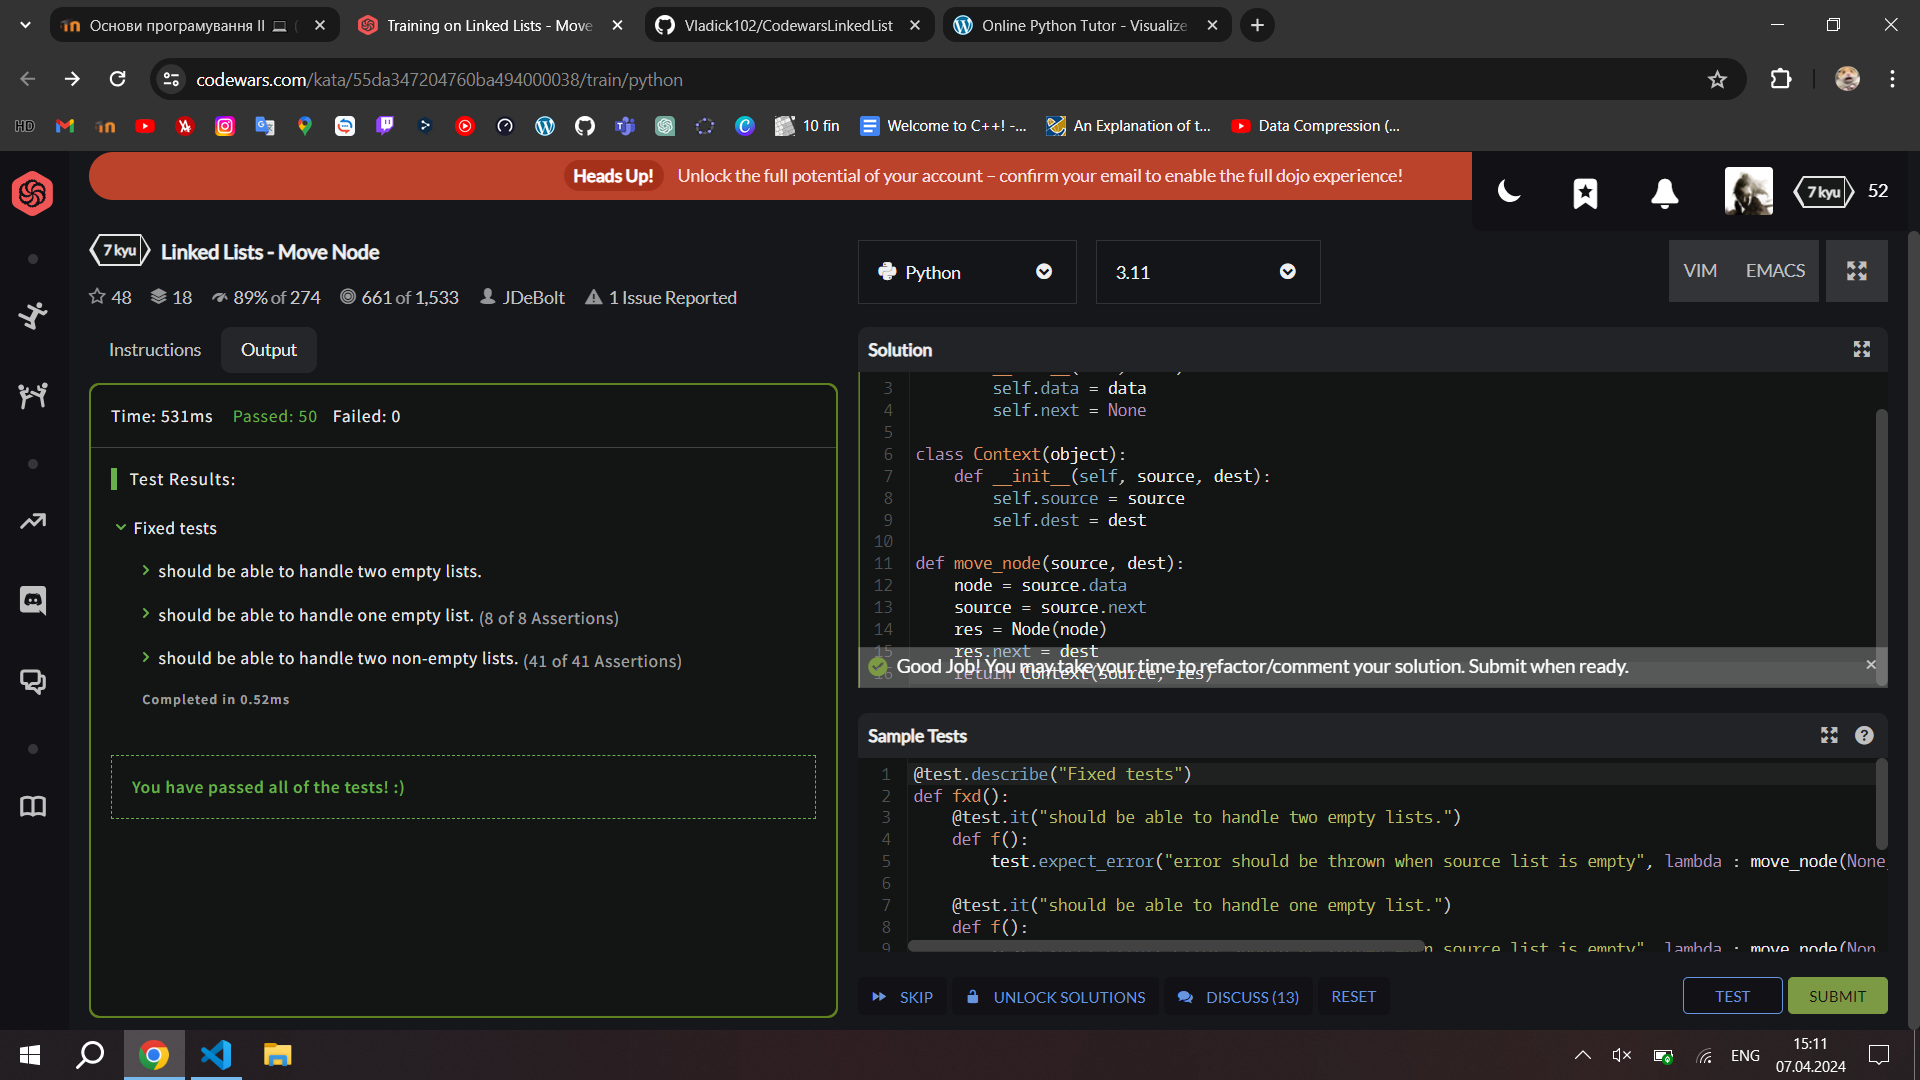 Основи програмування II
Training on Linked Lists - Move
Vladick102/CodewarsLinkedList
Online Python Tutor - Visualize
codewars.com/kata/55da347204760ba494000038/train/python
HD
10 fin
Welcome to C++! -...
An Explanation of t...
Data Compression (...
Heads Up! Unlock the full potential of your account – confirm your email to enable the full dojo experience!
7 kyu 52
7 kyu Linked Lists - Move Node
48 18 89% of 274 661 of 1,533 JDeBolt 1 Issue Reported
Python
3.11
VIM EMACS
Instructions
Output
Time: 531ms Passed: 50 Failed: 0
Test Results:
Fixed tests
should be able to handle two empty lists.
should be able to handle one empty list. (8 of 8 Assertions)
should be able to handle two non-empty lists. (41 of 41 Assertions)
Completed in 0.52ms
You have passed all of the tests! :)
Solution
3 self.data = data
4 self.next = None
5
6 class Context(object):
7 def __init__(self, source, dest):
8 self.source = source
9 self.dest = dest
10
11 def move_node(source, dest):
12 node = source.data
13 source = source.next
14 res = Node(node)
15 res.next = dest
16 return Context(source, res)
Good Job! You may take your time to refactor/comment your solution. Submit when ready.
Sample Tests
1 @test.describe("Fixed tests")
2 def fxd():
3 @test.it("should be able to handle two empty lists.")
4 def f():
5 test.expect_error("error should be thrown when source list is empty", lambda : move_node(None,
6
7 @test.it("should be able to handle one empty list.")
8 def f():
9 n source list is empty", lambda : move_node(Non
SKIP
UNLOCK SOLUTIONS
DISCUSS (13)
RESET
TEST
SUBMIT
ENG
15:11
07.04.2024